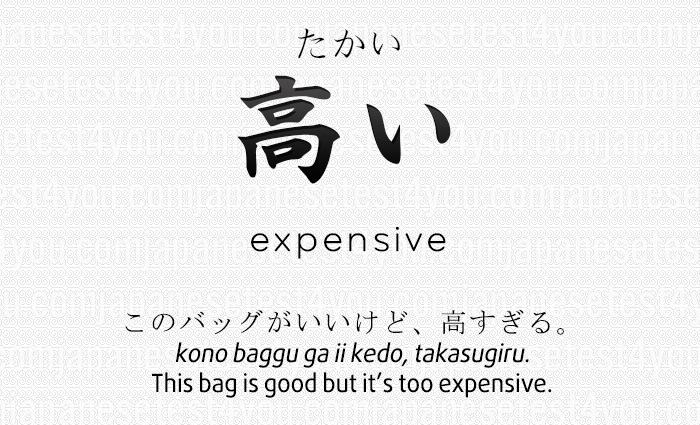 たかい
高い
expensive
このバッグがいいけど、高すぎる。
kono baggu ga ii kedo, takasugiru.
This bag is good but it's too expensive.